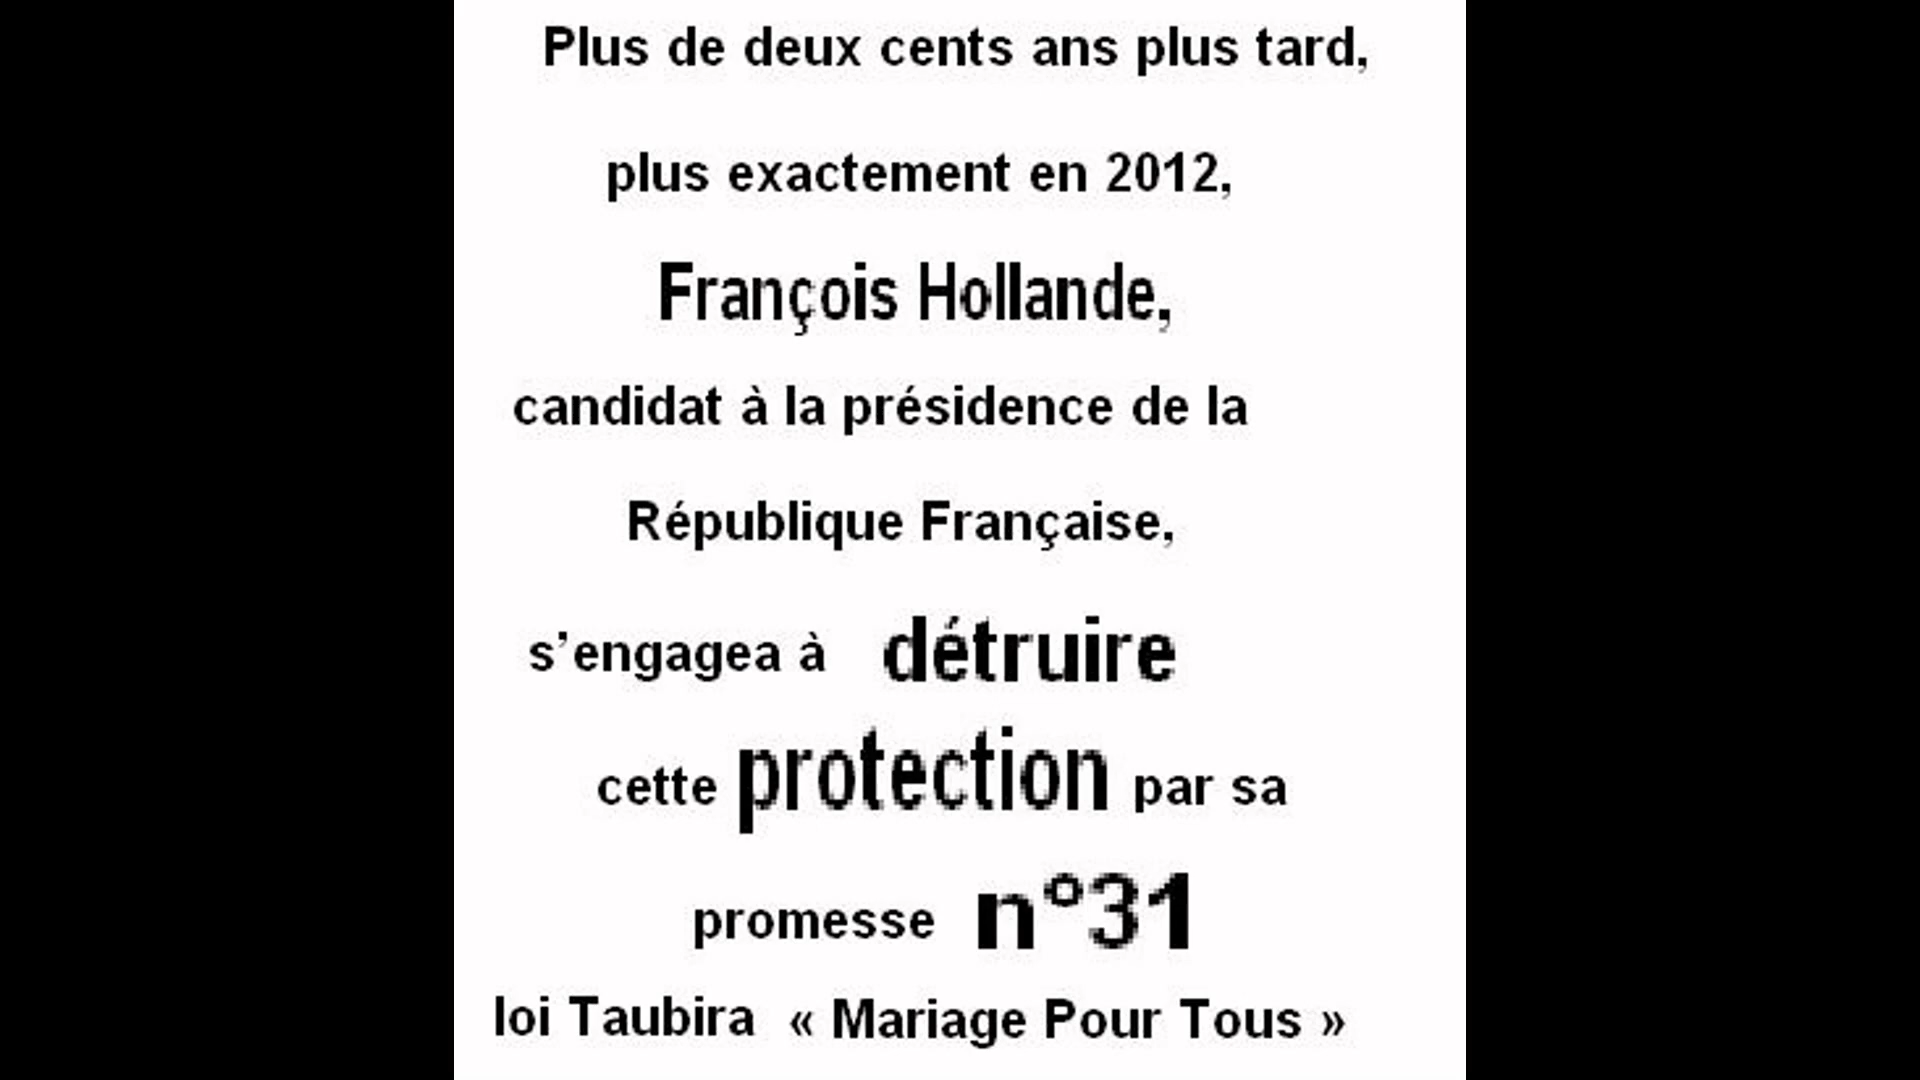 Plus de deux cents ans plus tard,
plus exactement en 2012,
François Hollande,
candidat à la présidence de la
République Française,
s’engagea à détruire
cette protection par sa
promesse n°31
loi Taubira « Mariage Pour Tous »